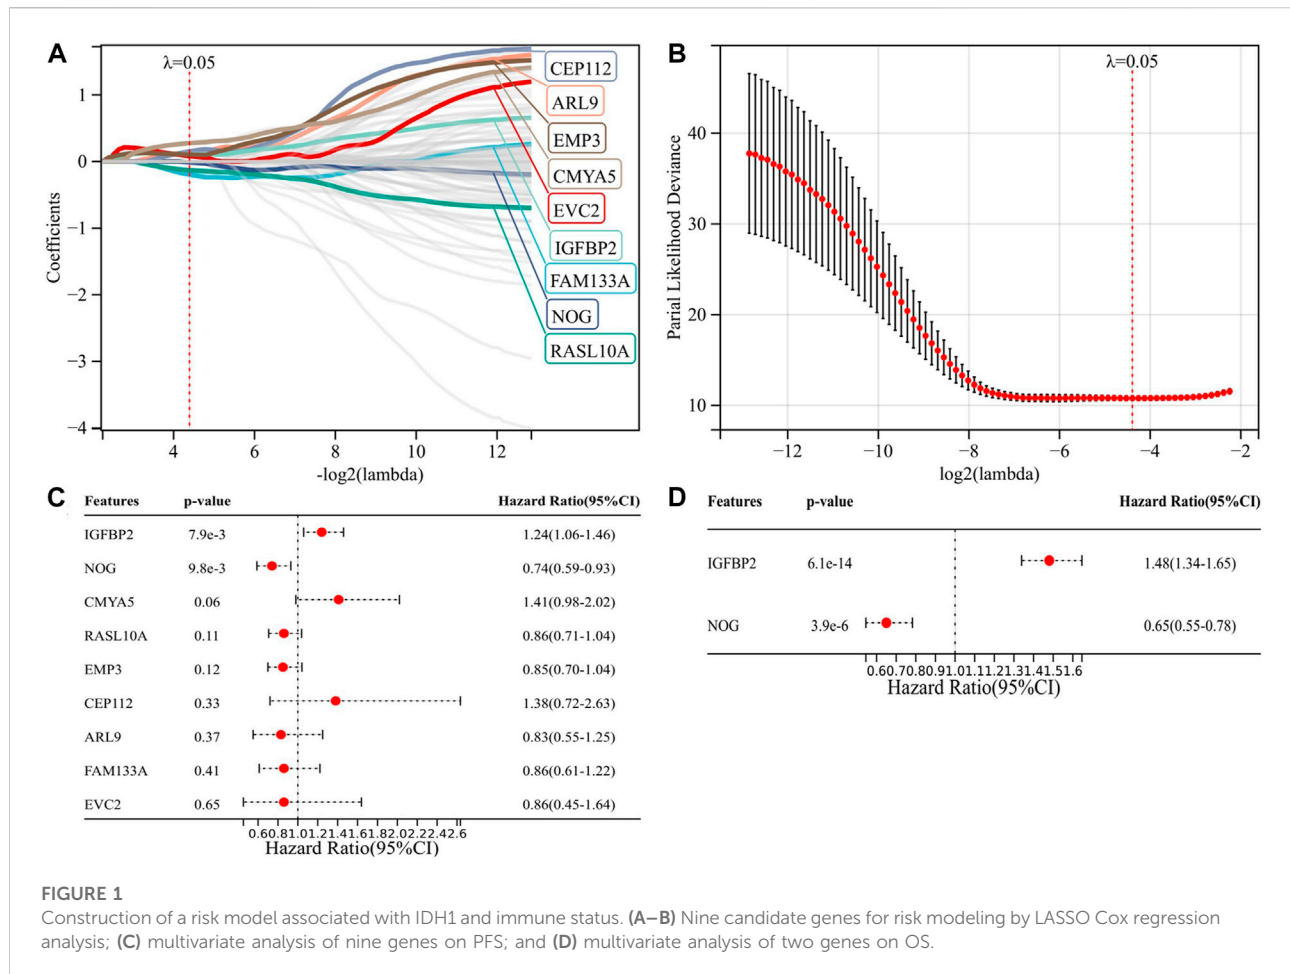 A
λ=0.05
1
0
−1
−2
−3
−4
Coefficients
4
6
8
10
12
-log2(lambda)
CEP112
ARL9
EMP3
CMYA5
EVC2
IGFBP2
FAM133A
NOG
RASL10A
B
λ=0.05
40
30
20
10
Parial Likelihood Deviance
−12
−10
−8
−6
−4
−2
log2(lambda)
C
Features p-value Hazard Ratio(95%CI)
IGFBP2 7.9e-3 1.24(1.06-1.46)
NOG 9.8e-3 0.74(0.59-0.93)
CMYA5 0.06 1.41(0.98-2.02)
RASL10A 0.11 0.86(0.71-1.04)
EMP3 0.12 0.85(0.70-1.04)
CEP112 0.33 1.38(0.72-2.63)
ARL9 0.37 0.83(0.55-1.25)
FAM133A 0.41 0.86(0.61-1.22)
EVC2 0.65 0.86(0.45-1.64)
0.60.81.01.21.41.61.82.02.22.42.6
Hazard Ratio(95%CI)
D
Features p-value Hazard Ratio(95%CI)
IGFBP2 6.1e-14 1.48(1.34-1.65)
NOG 3.9e-6 0.65(0.55-0.78)
0.60.70.80.91.01.11.21.31.41.51.6
Hazard Ratio(95%CI)
FIGURE 1
Construction of a risk model associated with IDH1 and immune status. (A–B) Nine candidate genes for risk modeling by LASSO Cox regression
analysis; (C) multivariate analysis of nine genes on PFS; and (D) multivariate analysis of two genes on OS.